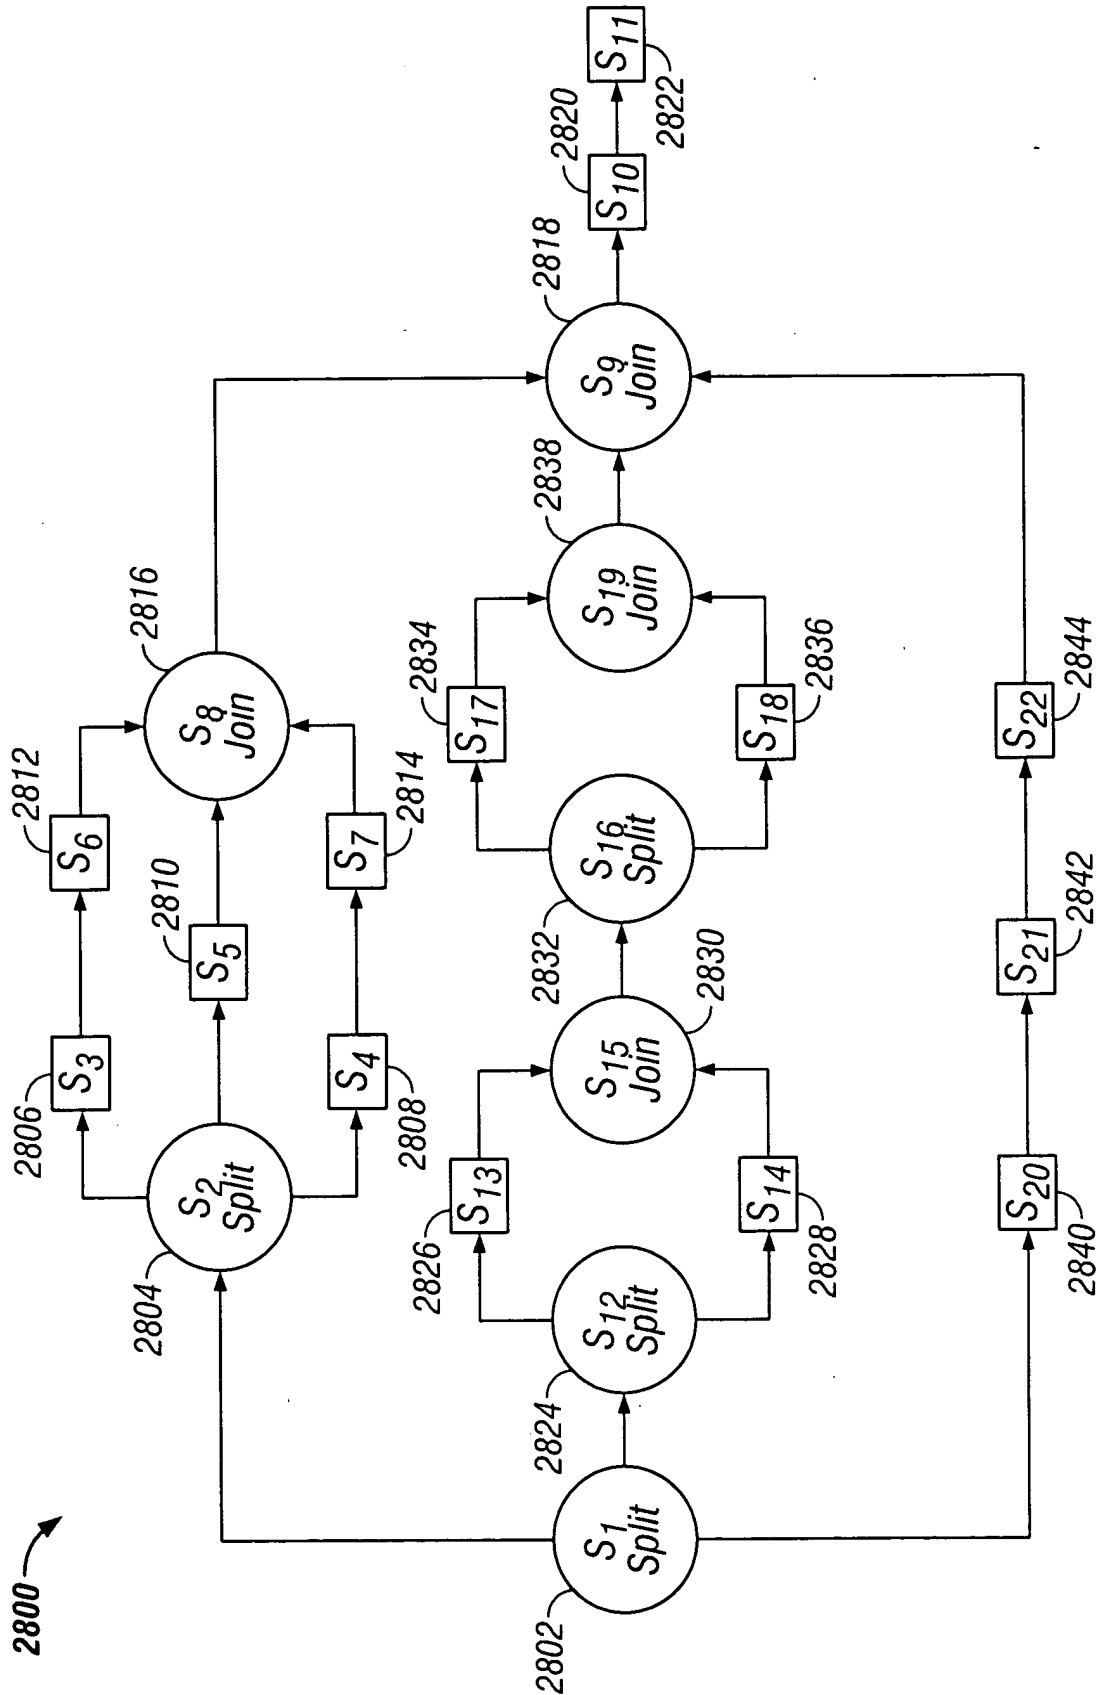 2800
2802
S1
Split
2804
S2
Split
2806
S3
2812
S6
2810
S5
2808
S4
2814
S7
2816
S8
Join
2824
S12
Split
2826
S13
2828
S14
2830
S15
Join
2832
S16
Split
2834
S17
2836
S18
2838
S19
Join
2840
S20
2842
S21
2844
S22
2818
S9
Join
2820
S10
2822
S11